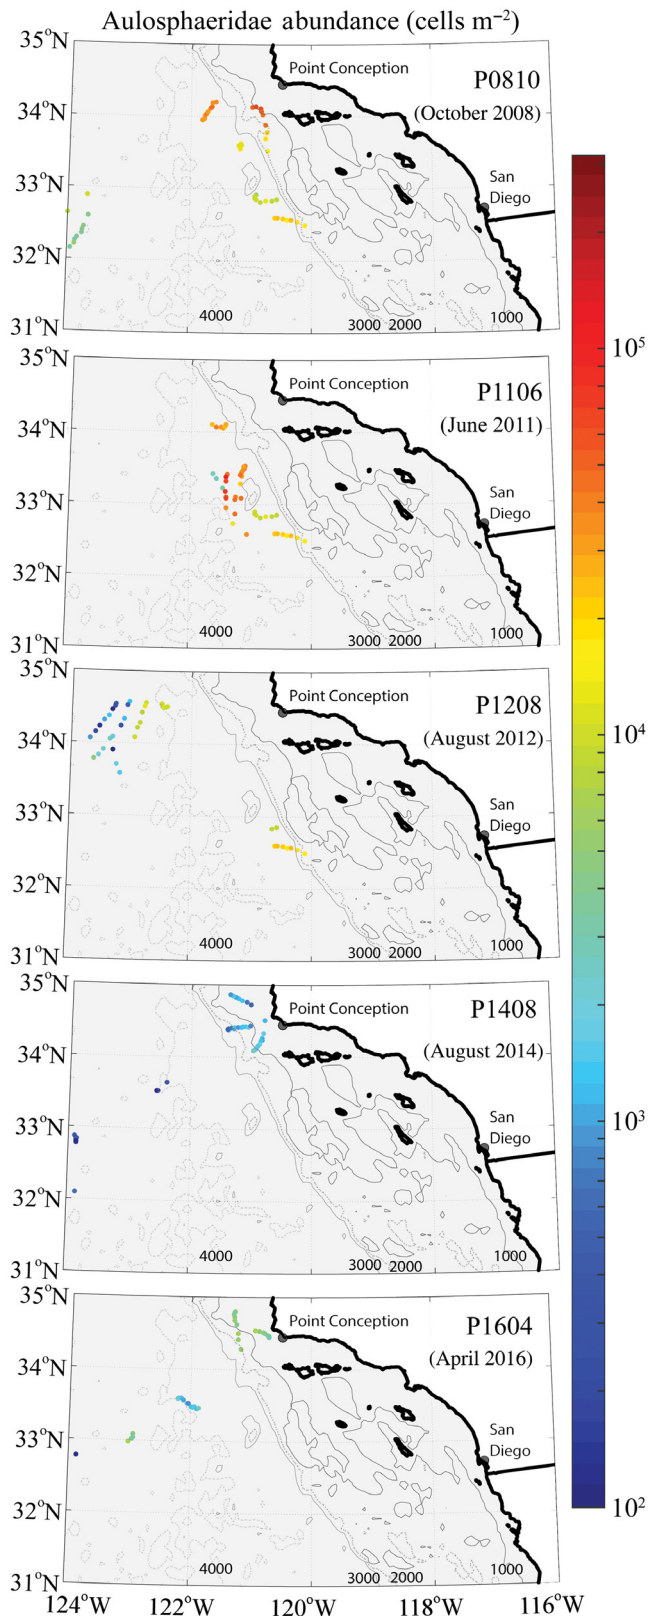 Aulosphaeridae abundance (cells m⁻²)
35°N
34°N
33°N
32°N
31°N
Point Conception
P0810
(October 2008)
San
Diego
4000
3000
2000
1000
35°N
34°N
33°N
32°N
31°N
Point Conception
P1106
(June 2011)
San
Diego
4000
3000
2000
1000
35°N
34°N
33°N
32°N
31°N
Point Conception
P1208
(August 2012)
San
Diego
4000
3000
2000
1000
35°N
34°N
33°N
32°N
31°N
Point Conception
P1408
(August 2014)
San
Diego
4000
3000
2000
1000
35°N
34°N
33°N
32°N
31°N
Point Conception
P1604
(April 2016)
San
Diego
4000
3000
2000
1000
124°W
122°W
120°W
118°W
116°W
10⁵
10⁴
10³
10²